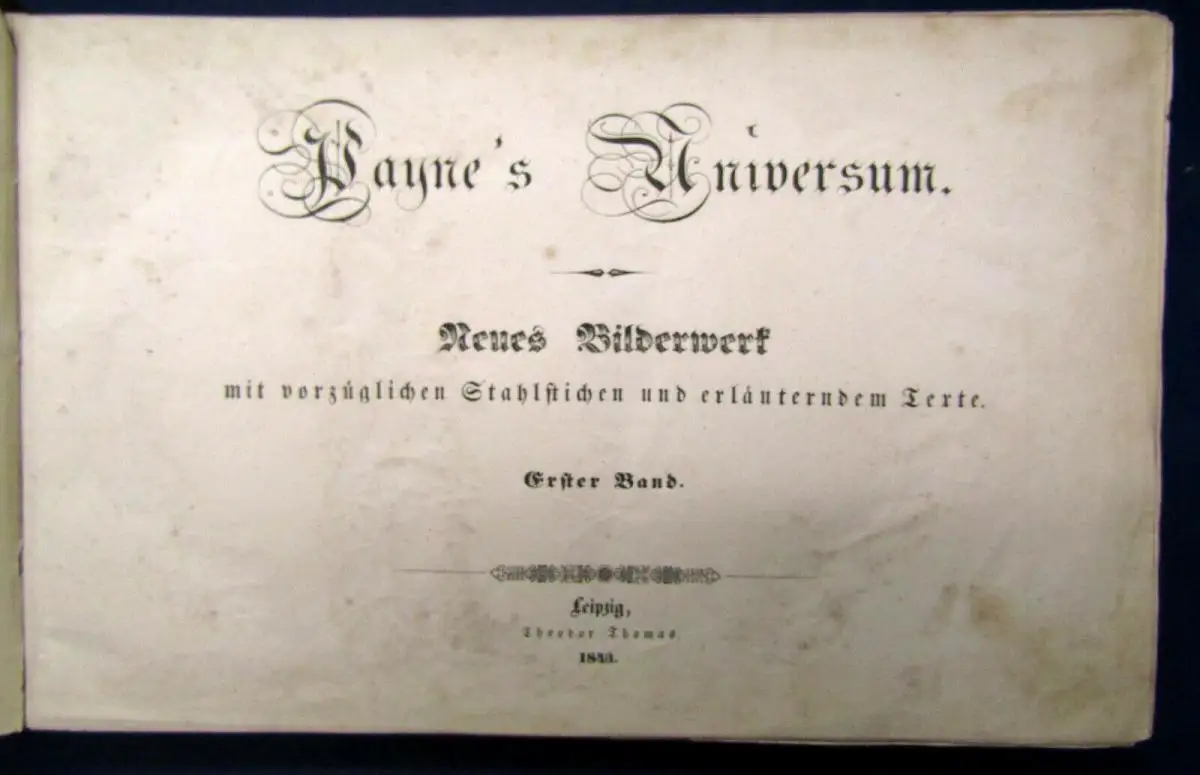 Payne's Universum.
Neues Bilderwerk
mit vorzüglichen Stahlstichen und erläuterndem Texte.
Erster Band.
Leipzig,
Theodor Thomas